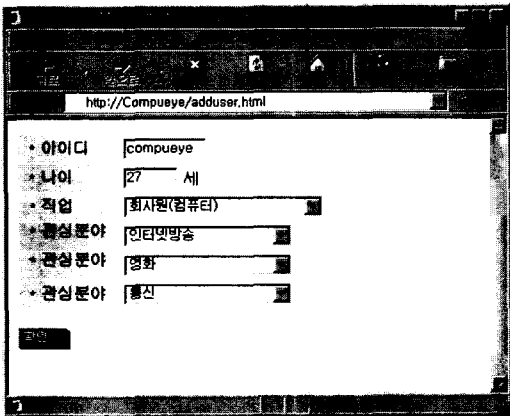 http://Compueye/adduser.html
• 아이디 compueye
• 나이 27 세
• 직업 회사원(컴퓨터)
• 관심분야 인터넷방송
• 관심분야 영화
• 관심분야 통신
확인